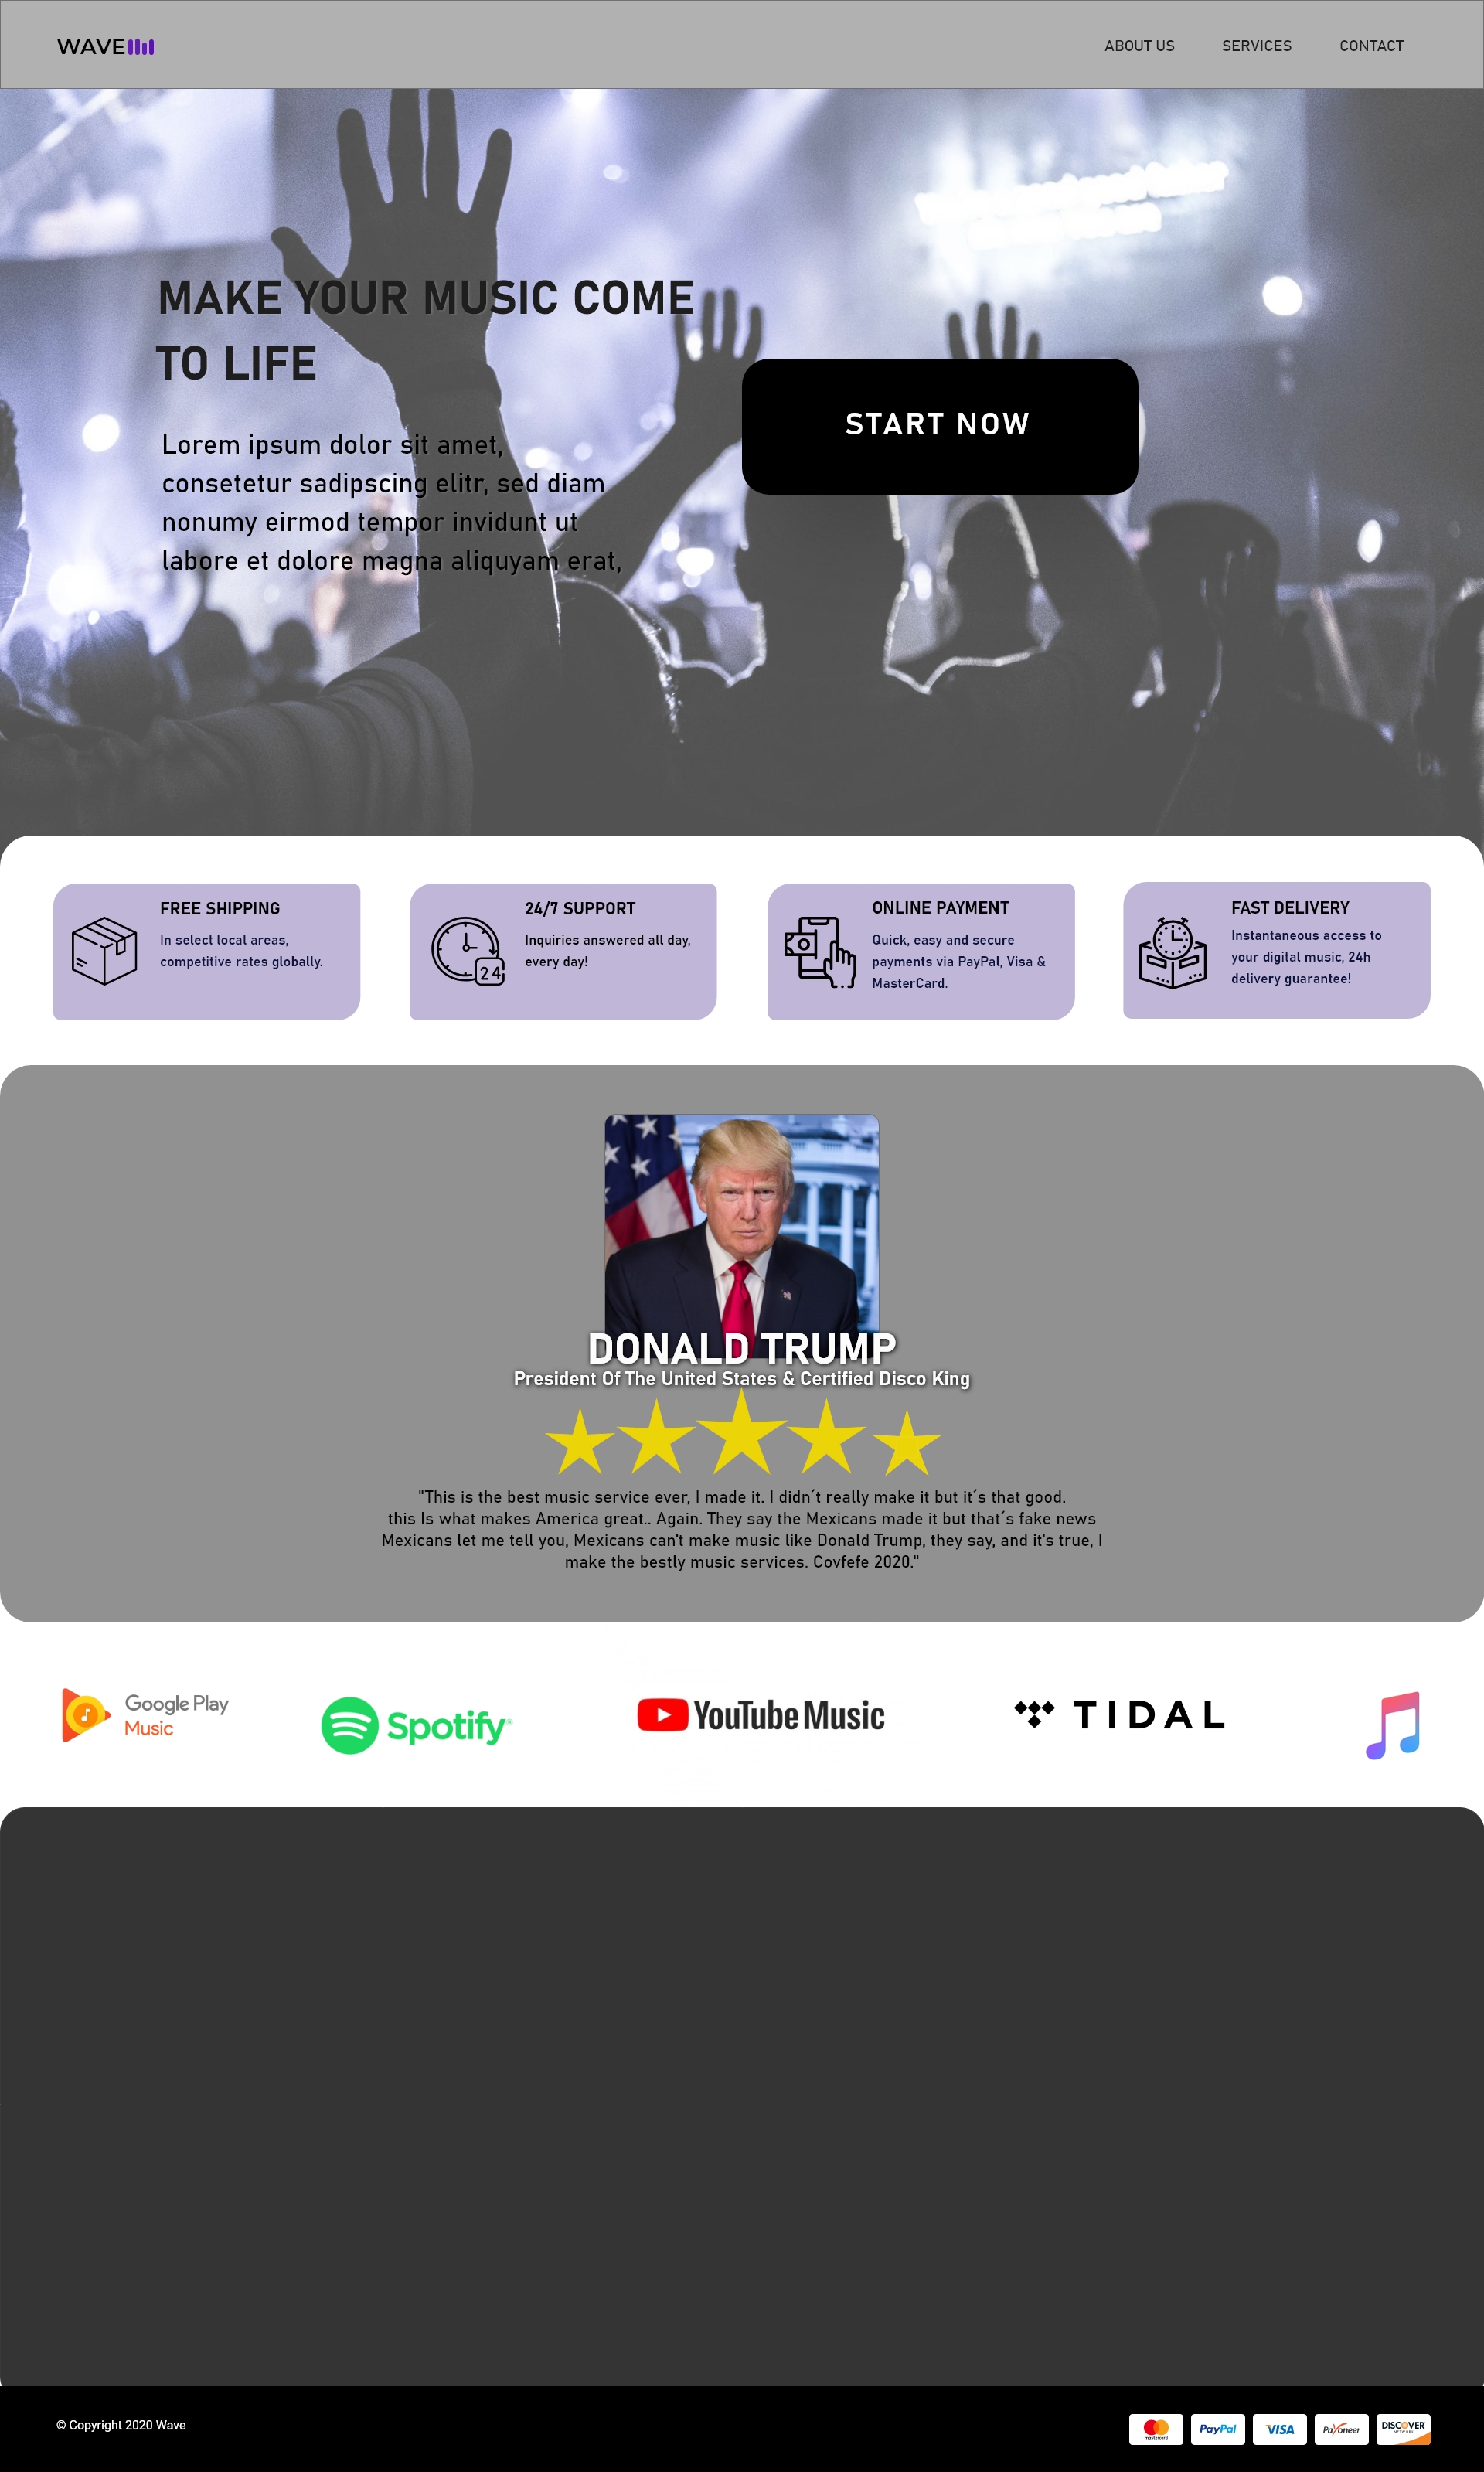 WAVE
ABOUT US
SERVICES
CONTACT
MAKE YOUR MUSIC COME
TO LIFE
Lorem ipsum dolor sit amet,
consetetur sadipscing elitr, sed diam
nonumy eirmod tempor invidunt ut
labore et dolore magna aliquyam erat,
START NOW
FREE SHIPPING
In select local areas,
competitive rates globally.
24
24/7 SUPPORT
Inquiries answered all day,
every day!
ONLINE PAYMENT
Quick, easy and secure
payments via PayPal, Visa &
MasterCard.
FAST DELIVERY
Instantaneous access to
your digital music, 24h
delivery guarantee!
DONALD TRUMP
President Of The United States & Certified Disco King
"This is the best music service ever, I made it. I didn´t really make it but it´s that good.
this Is what makes America great.. Again. They say the Mexicans made it but that´s fake news
Mexicans let me tell you, Mexicans can't make music like Donald Trump, they say, and it's true, I
make the bestly music services. Covfefe 2020."
Google Play
Music
Spotify®
YouTube Music
TIDAL
© Copyright 2020 Wave
mastercard
PayPal
VISA
Payoneer
DISCOVER
NETWORK